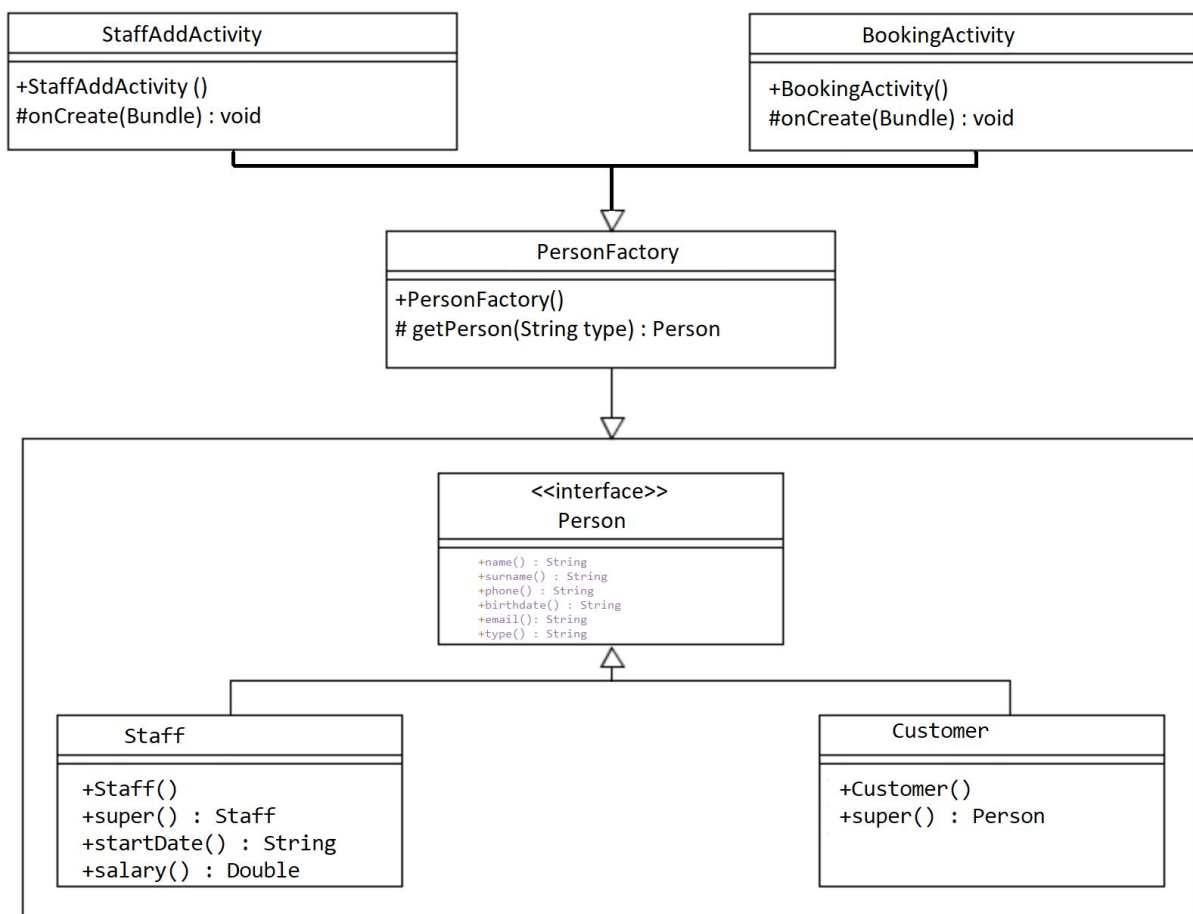 StaffAddActivity
+StaffAddActivity ()
#onCreate(Bundle) : void
BookingActivity
+BookingActivity()
#onCreate(Bundle) : void
PersonFactory
+PersonFactory()
# getPerson(String type) : Person
<<interface>>
Person
+name() : String
+surname() : String
+phone() : String
+birthdate() : String
+email(): String
+type() : String
Staff
+Staff()
+super() : Staff
+startDate() : String
+salary() : Double
Customer
+Customer()
+super() : Person